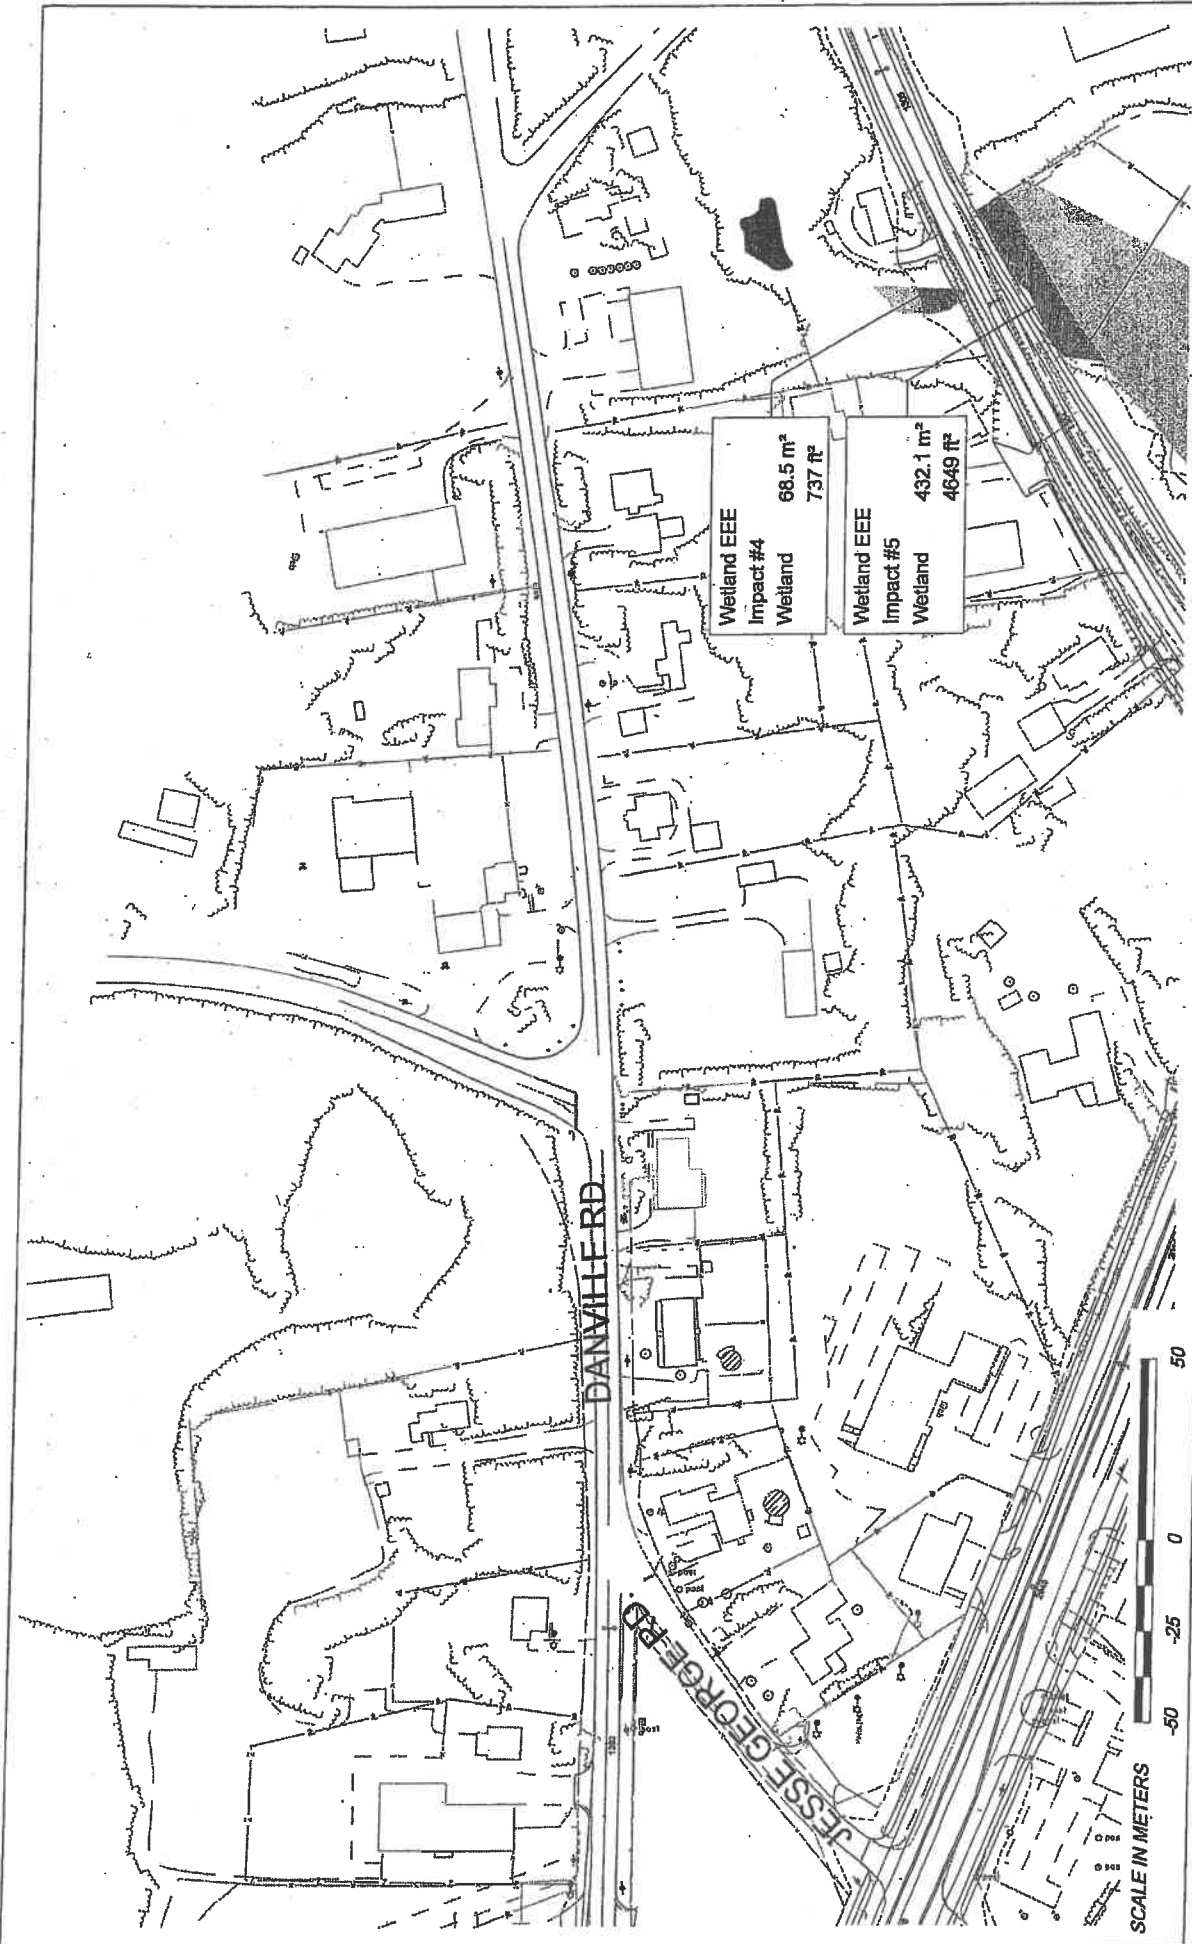 DANVILLE RD
JESSE GEORGE RD
Wetland EEE
Impact #4
Wetland 68.5 m²
737 ft²
Wetland EEE
Impact #5
Wetland 432.1 m²
4649 ft²
SCALE IN METERS
-50 -25 0 50